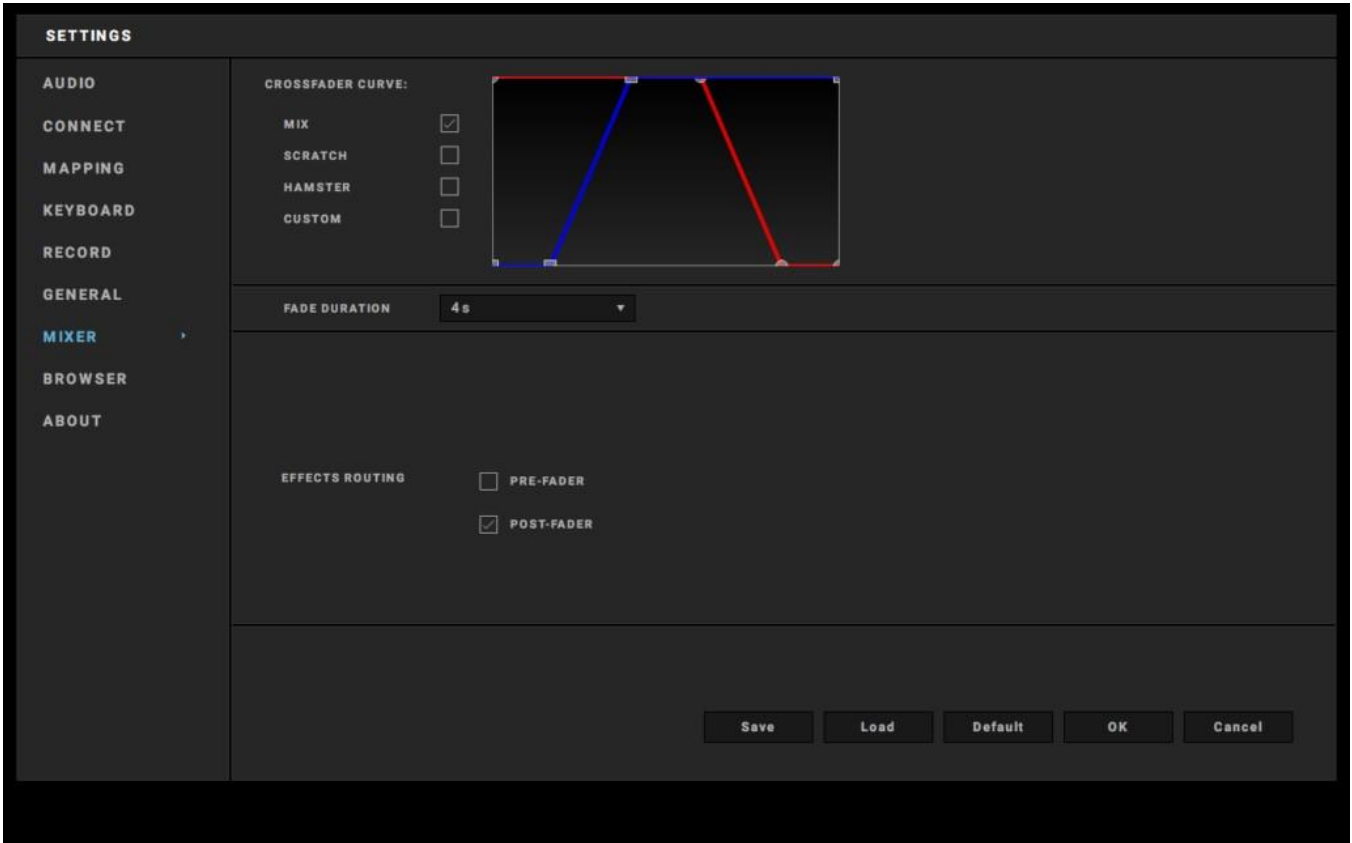 SETTINGS
AUDIO
CONNECT
MAPPING
KEYBOARD
RECORD
GENERAL
MIXER
BROWSER
ABOUT
CROSSFADER CURVE:
MIX
SCRATCH
HAMSTER
CUSTOM
FADE DURATION 4s
EFFECTS ROUTING
PRE-FADER
POST-FADER
Save Load Default OK Cancel